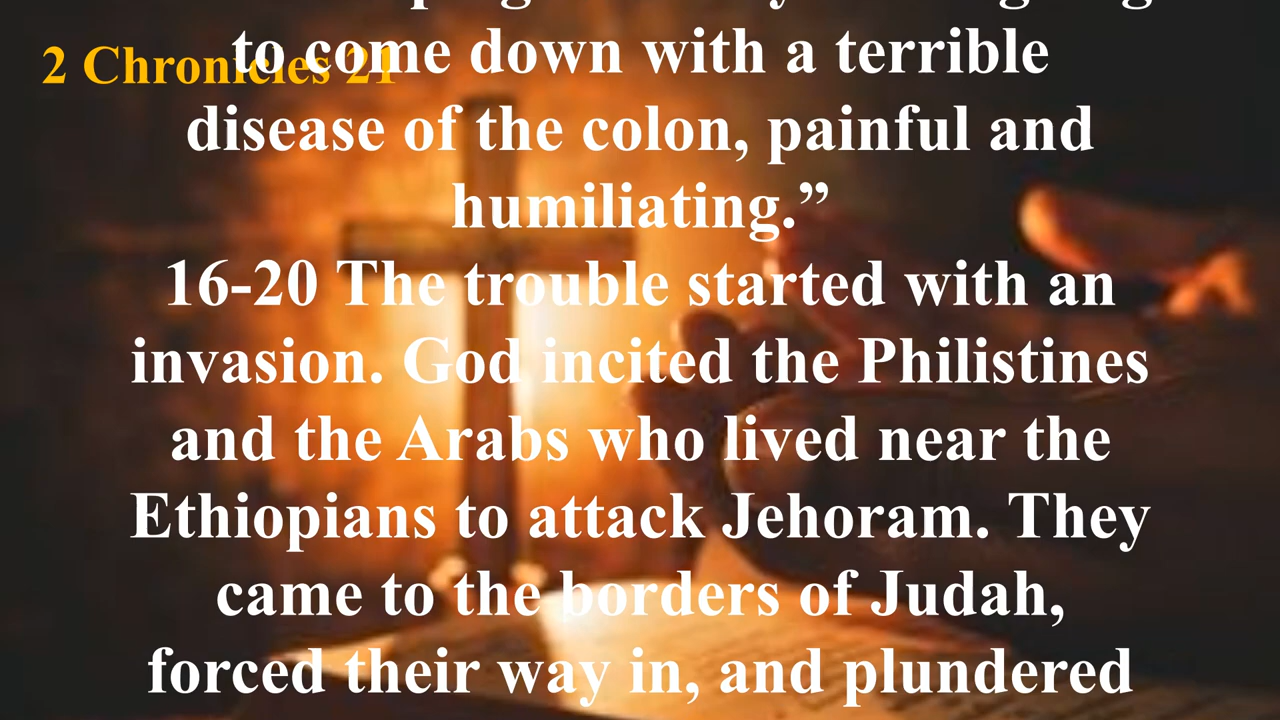 2 Chronicles 21
to come down with a terrible
disease of the colon, painful and
humiliating.”
16-20 The trouble started with an
invasion. God incited the Philistines
and the Arabs who lived near the
Ethiopians to attack Jehoram. They
came to the borders of Judah,
forced their way in, and plundered